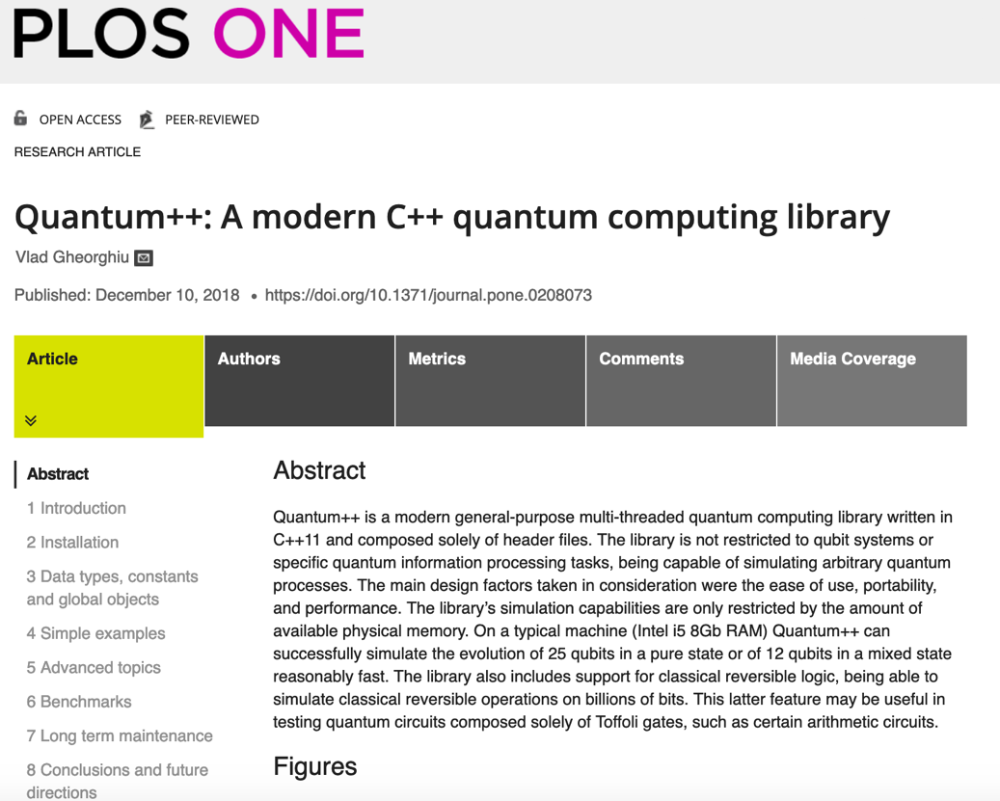 PLOS ONE
OPEN ACCESS PEER-REVIEWED
RESEARCH ARTICLE
Quantum++: A modern C++ quantum computing library
Vlad Gheorghiu
Published: December 10, 2018 • https://doi.org/10.1371/journal.pone.0208073
Article
Authors
Metrics
Comments
Media Coverage
Abstract
1 Introduction
2 Installation
3 Data types, constants
and global objects
4 Simple examples
5 Advanced topics
6 Benchmarks
7 Long term maintenance
8 Conclusions and future
directions
Abstract
Quantum++ is a modern general-purpose multi-threaded quantum computing library written in
C++11 and composed solely of header files. The library is not restricted to qubit systems or
specific quantum information processing tasks, being capable of simulating arbitrary quantum
processes. The main design factors taken in consideration were the ease of use, portability,
and performance. The library’s simulation capabilities are only restricted by the amount of
available physical memory. On a typical machine (Intel i5 8Gb RAM) Quantum++ can
successfully simulate the evolution of 25 qubits in a pure state or of 12 qubits in a mixed state
reasonably fast. The library also includes support for classical reversible logic, being able to
simulate classical reversible operations on billions of bits. This latter feature may be useful in
testing quantum circuits composed solely of Toffoli gates, such as certain arithmetic circuits.
Figures